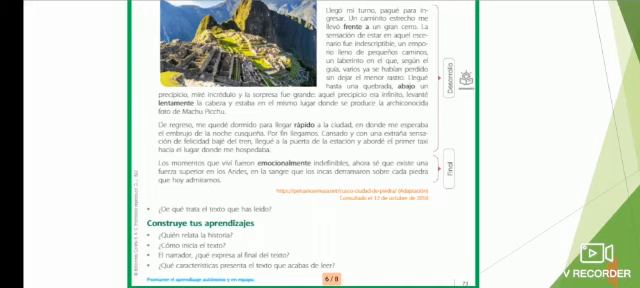 Llegó mi turno, pagué para in-
gresar. Un caminito estrecho me
llevó frente a un gran cerro. La
sensación de estar en aquel esce-
nario fue indescriptible, un empo-
rio lleno de pequeños caminos,
un laberinto en el que, según el
guía, varios ya se habían perdido
sin dejar el menor rastro. Llegué
hasta una quebrada, abajo un
precipicio, miré incrédulo y la sorpresa fue grande: aquel precipicio era infinito, levanté
lentamente la cabeza y estaba en el mismo lugar donde se produce la archiconocida
foto de Machu Picchu.
De regreso, me quedé dormido para llegar rápido a la ciudad, en donde me esperaba
el embrujo de la noche cusqueña. Por fin llegamos. Cansado y con una extraña sensa-
ción de felicidad bajé del tren, llegué a la puerta de la estación y abordé el primer taxi
hacia el lugar donde me hospedaba.
Los momentos que viví fueron emocionalmente indefinibles, ahora sé que existe una
fuerza superior en los Andes, en la sangre que los incas derramaron sobre cada piedra
que hoy admiramos.
Desarrollo
Final
(Adaptación)
Consultado el 13 de octubre de 2018
• ¿De qué trata el texto que has leído?
Construye tus aprendizajes
• ¿Quién relata la historia?
• ¿Cómo inicia el texto?
• El narrador, ¿qué expresa al final del texto?
• ¿Qué características presenta el texto que acabas de leer?
Promueve el aprendizaje autónomo y en equipo.
6 / 8
73
V RECORDER